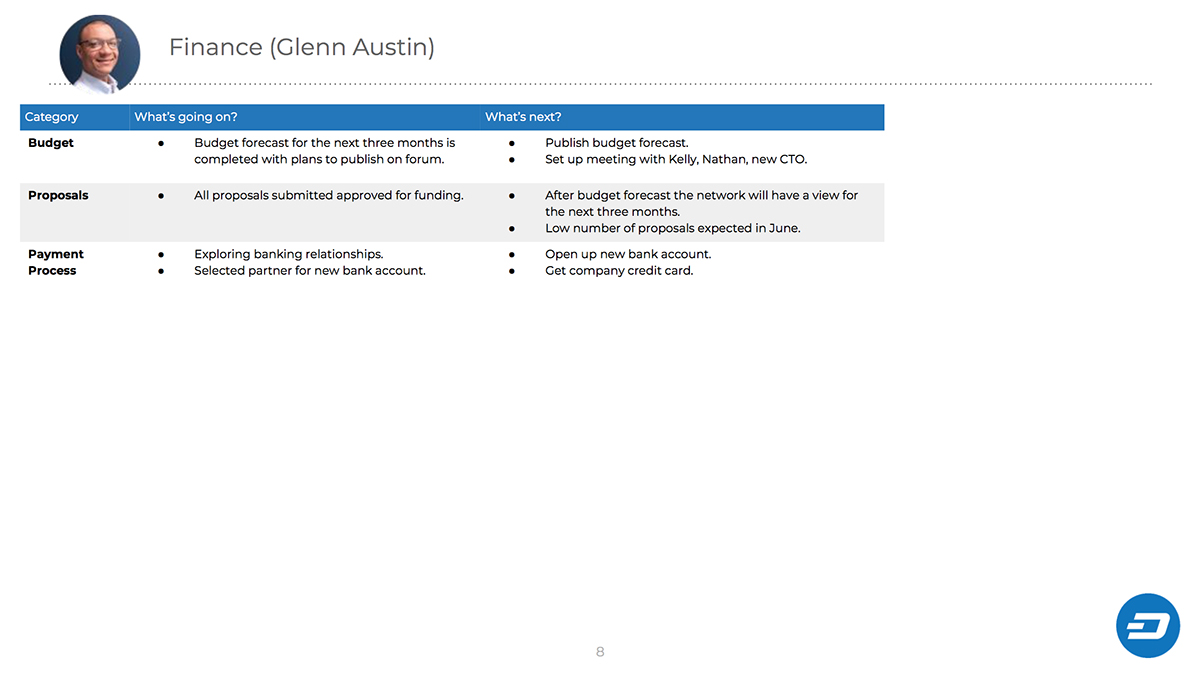 Finance (Glenn Austin)
Category What's going on? What's next?
Budget
● Budget forecast for the next three months is
completed with plans to publish on forum.
● Publish budget forecast.
● Set up meeting with Kelly, Nathan, new CTO.
Proposals
● All proposals submitted approved for funding.
● After budget forecast the network will have a view for
the next three months.
● Low number of proposals expected in June.
Payment
Process
● Exploring banking relationships.
● Selected partner for new bank account.
● Open up new bank account.
● Get company credit card.
8